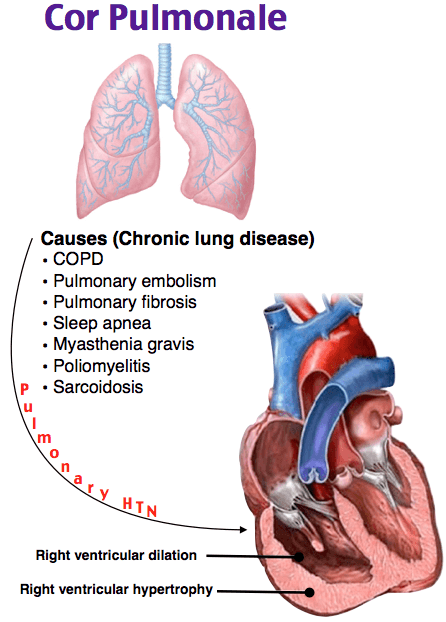 Cor Pulmonale
Causes (Chronic lung disease)
• COPD
• Pulmonary embolism
• Pulmonary fibrosis
• Sleep apnea
• Myasthenia gravis
• Poliomyelitis
• Sarcoidosis
Pulmonary HTN
Right ventricular dilation
Right ventricular hypertrophy